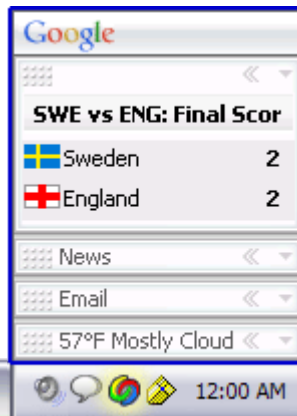 Google
SWE vs ENG: Final Scor
Sweden 2
England 2
News
Email
57°F Mostly Cloud
12:00 AM